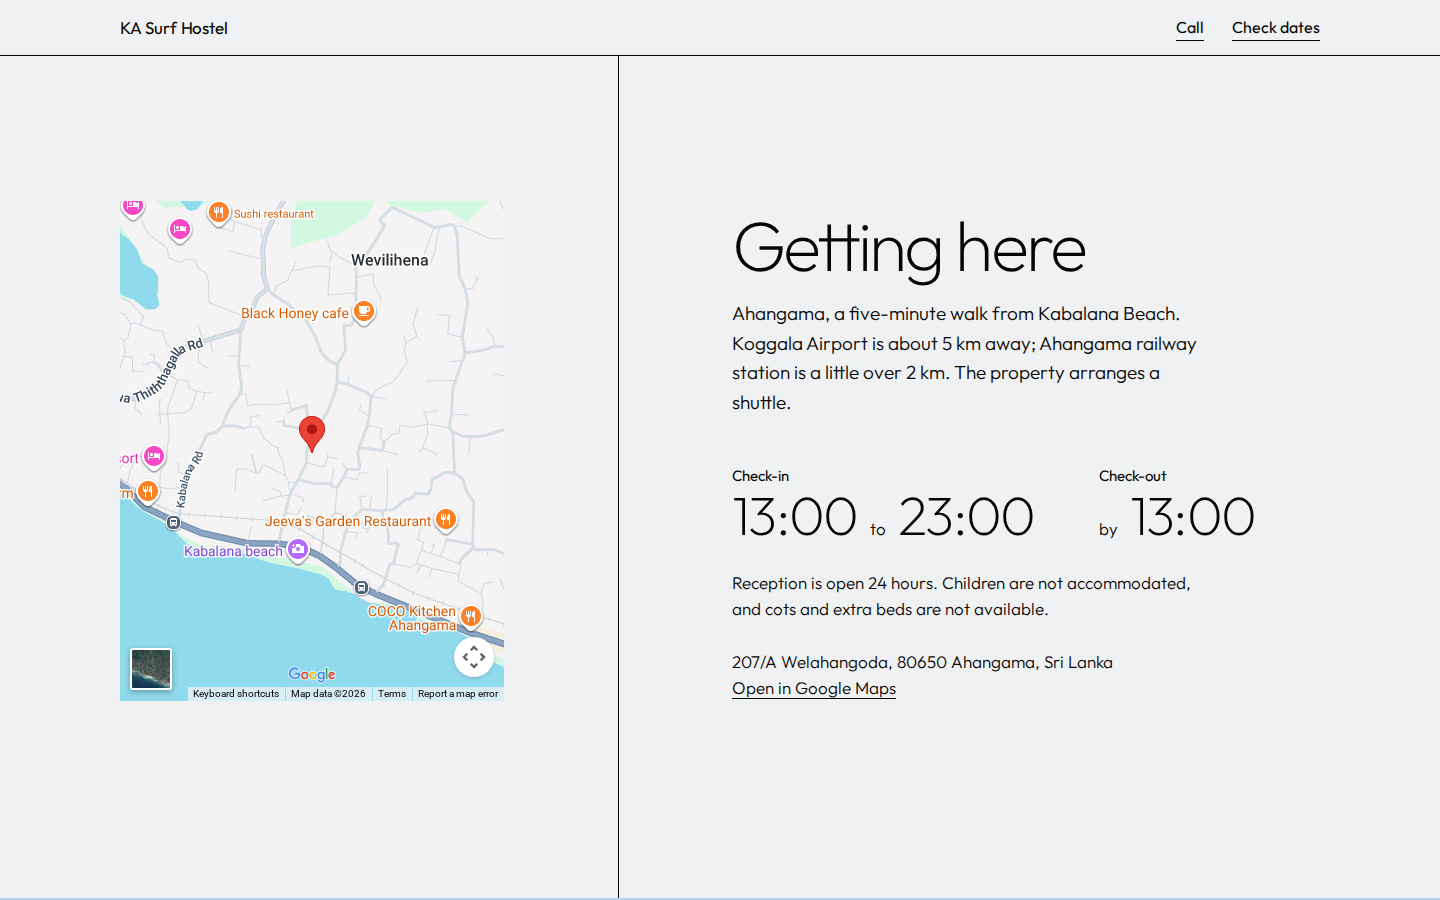 KA Surf Hostel
Call
Check dates
Sushi restaurant
Wevilihena
Black Honey cafe
va Thiththagalla Rd
sort
rm
Kabalana Rd
Jeeva's Garden Restaurant
Kabalana beach
COCO Kitchen
Ahangama
Google
Keyboard shortcuts
Map data ©2026
Terms
Report a map error
Getting here
Ahangama, a five-minute walk from Kabalana Beach.
Koggala Airport is about 5 km away; Ahangama railway
station is a little over 2 km. The property arranges a
shuttle.
Check-in
13:00 to 23:00
Check-out
by 13:00
Reception is open 24 hours. Children are not accommodated,
and cots and extra beds are not available.
207/A Welahangoda, 80650 Ahangama, Sri Lanka
Open in Google Maps